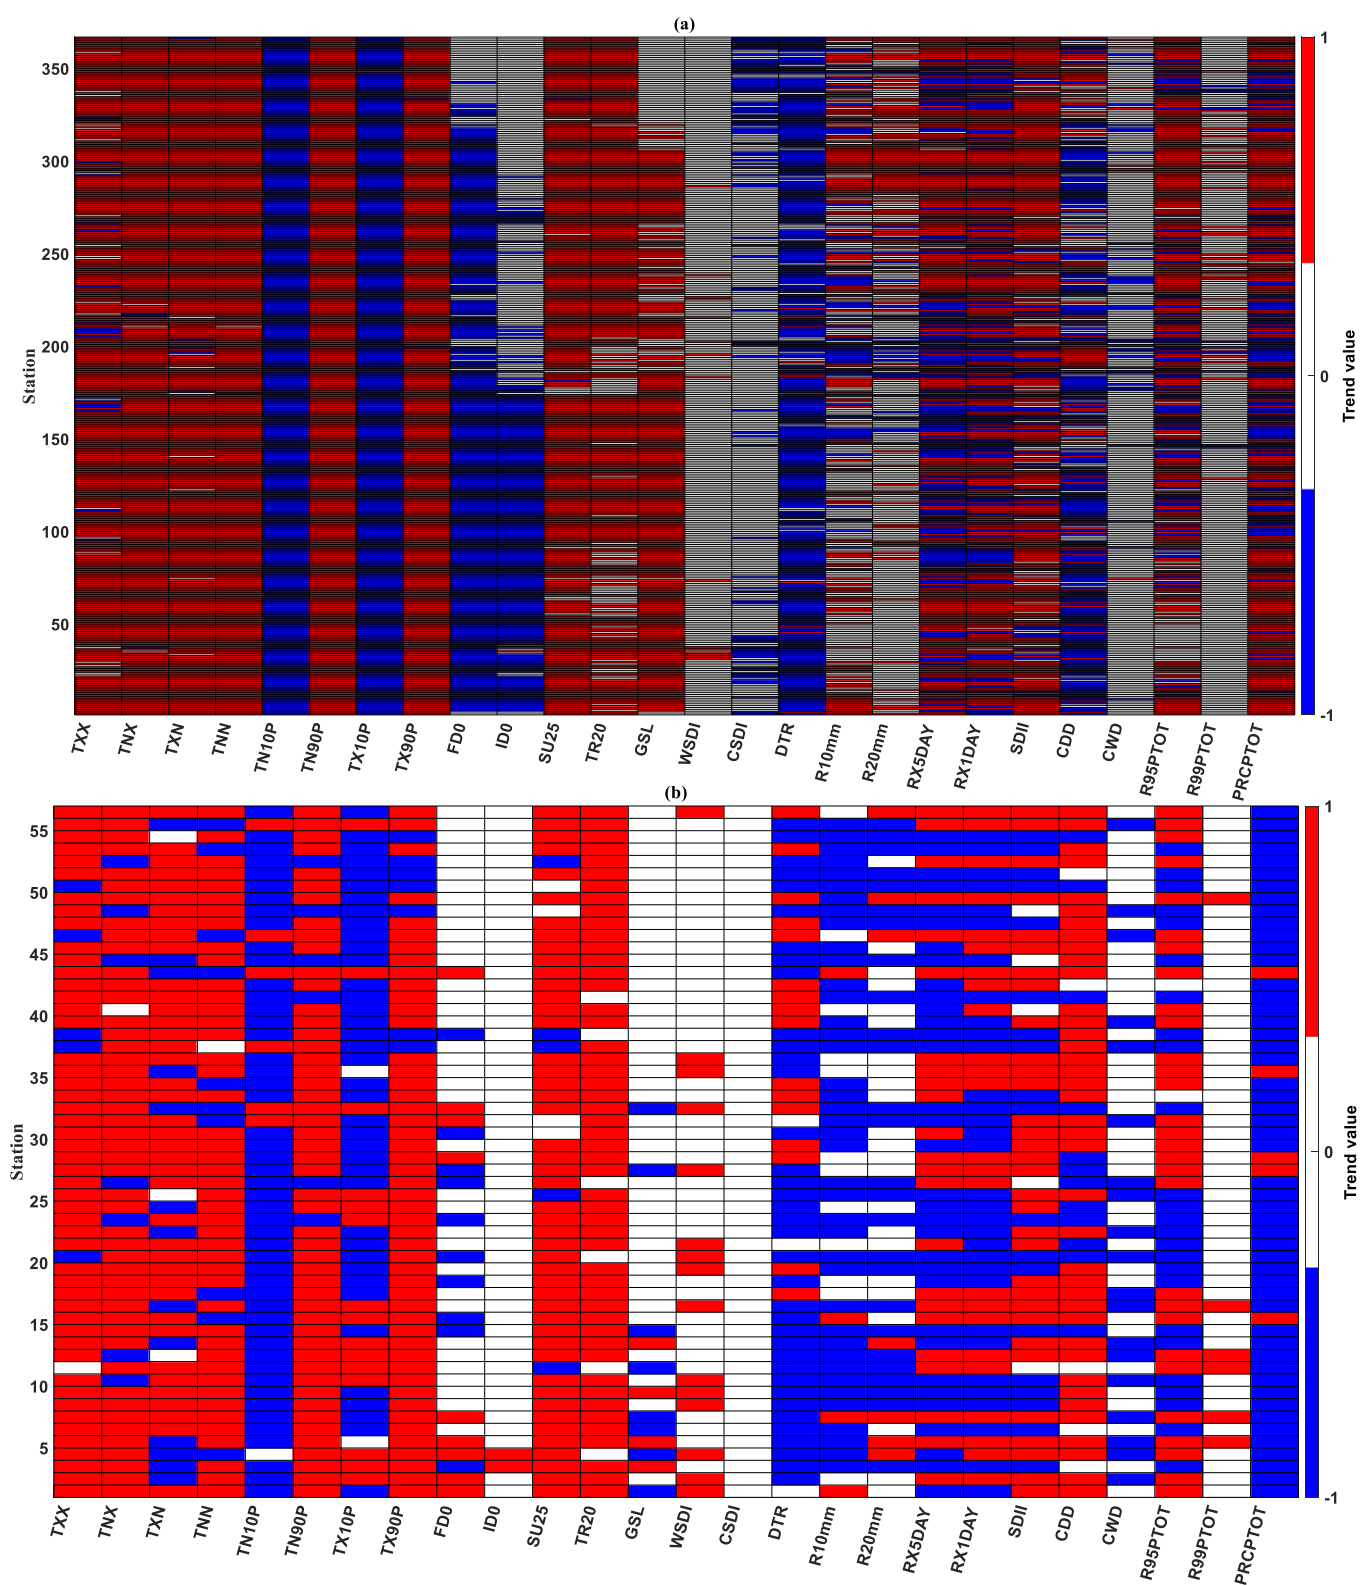 (a)
350
300
250
200
150
100
50
Station
1
0
-1
Trend value
TXX
TNX
TXN
TNN
TN10P
TN90P
TX10P
TX90P
FD0
ID0
SU25
TR20
GSL
WSDI
CSDI
DTR
R10mm
R20mm
RX5DAY
RX1DAY
SDII
CDD
CWD
R95PTOT
R99PTOT
PRCPTOT
(b)
55
50
45
40
35
30
25
20
15
10
5
Station
1
0
-1
Trend value
TXX
TNX
TXN
TNN
TN10P
TN90P
TX10P
TX90P
FD0
ID0
SU25
TR20
GSL
WSDI
CSDI
DTR
R10mm
R20mm
RX5DAY
RX1DAY
SDII
CDD
CWD
R95PTOT
R99PTOT
PRCPTOT